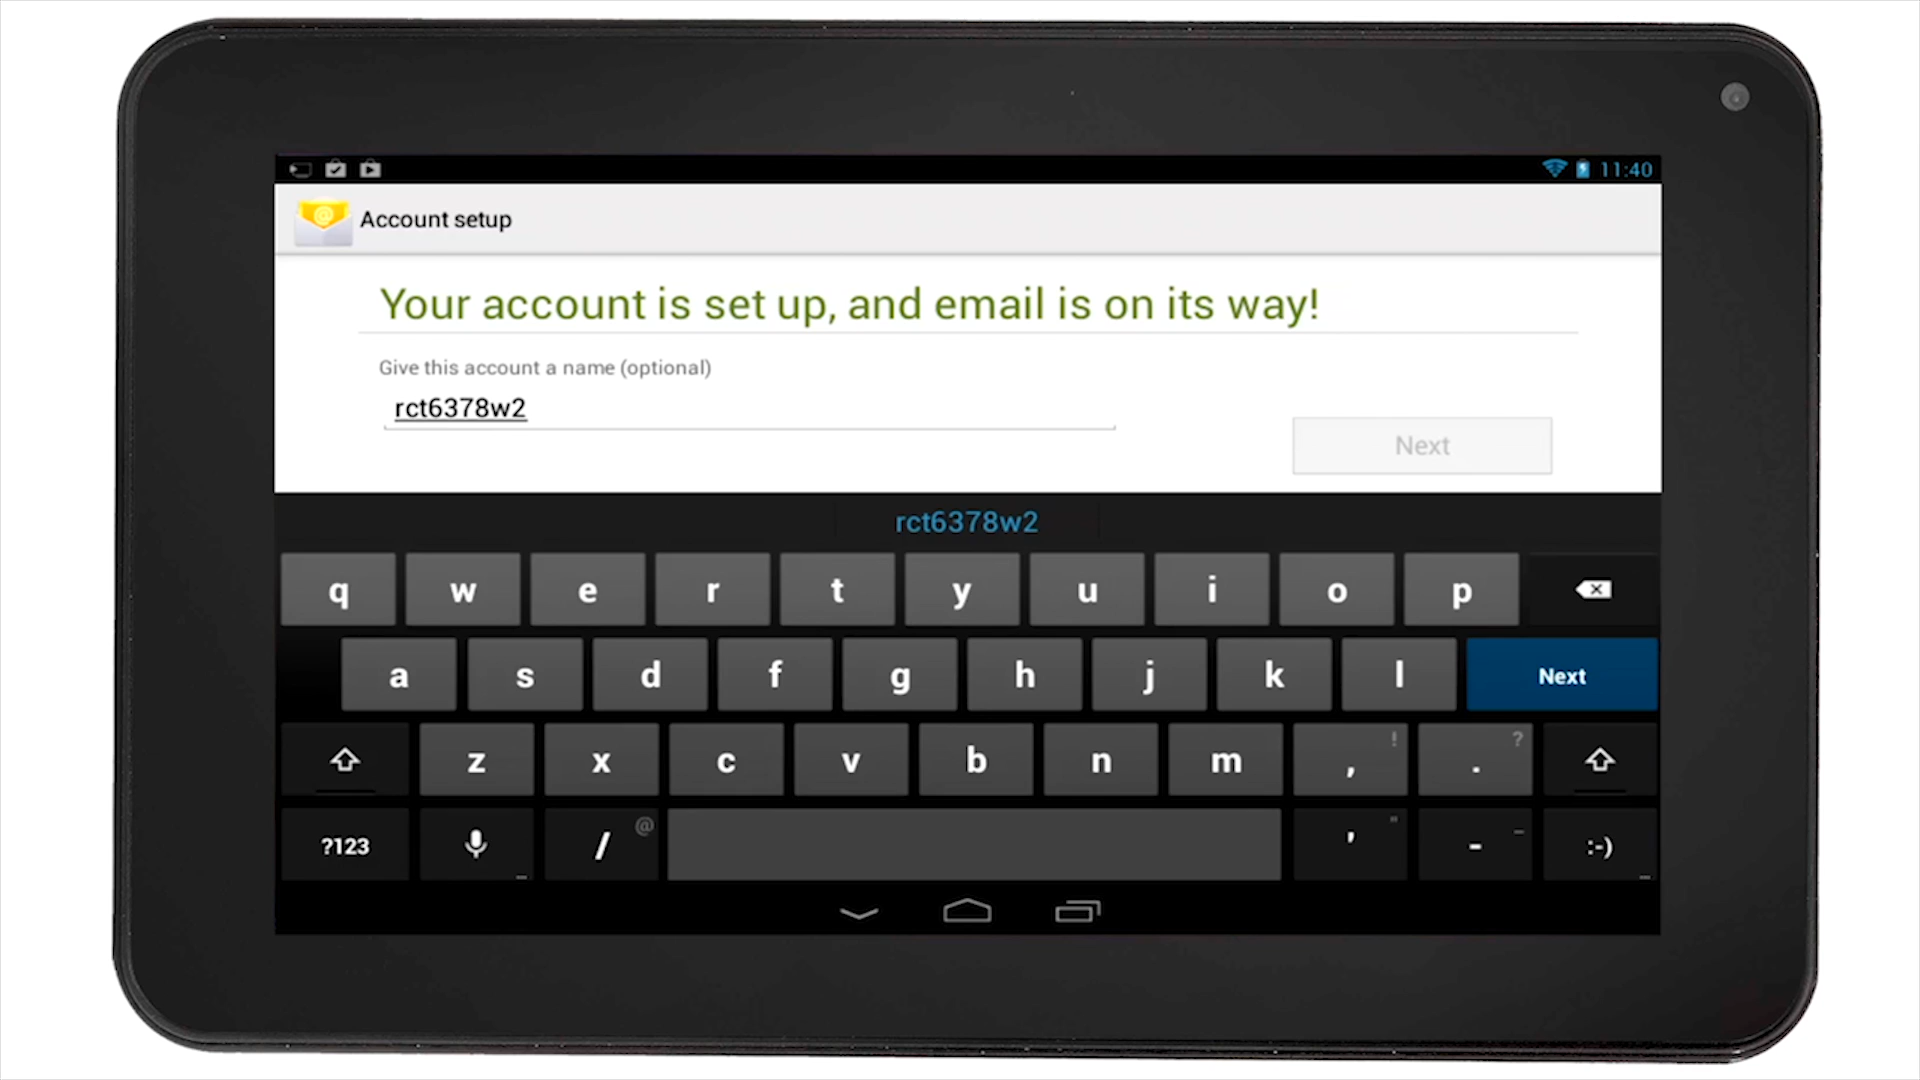 11:40
Account setup
Your account is set up, and email is on its way!
Give this account a name (optional)
rct6378w2
Next
rct6378w2
q w e r t y u i o p
a s d f g h j k l Next
z x c v b n m , ! . ?
?123 / @ ' " - _ :-)